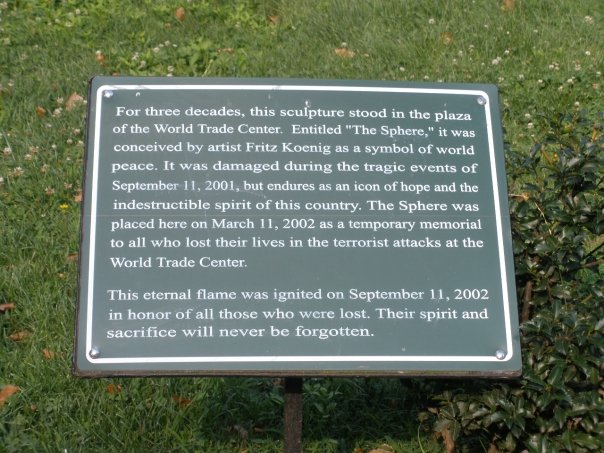 For three decades, this sculpture stood in the plaza
of the World Trade Center. Entitled "The Sphere," it was
conceived by artist Fritz Koenig as a symbol of world
peace. It was damaged during the tragic events of
September 11, 2001, but endures as an icon of hope and the
indestructible spirit of this country. The Sphere was
placed here on March 11, 2002 as a temporary memorial
to all who lost their lives in the terrorist attacks at the
World Trade Center.
This eternal flame was ignited on September 11, 2002
in honor of all those who were lost. Their spirit and
sacrifice will never be forgotten.